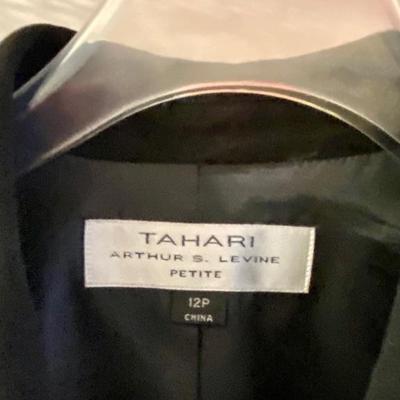 TAHARI
ARTHUR S. LEVINE
PETITE
12P
CHINA